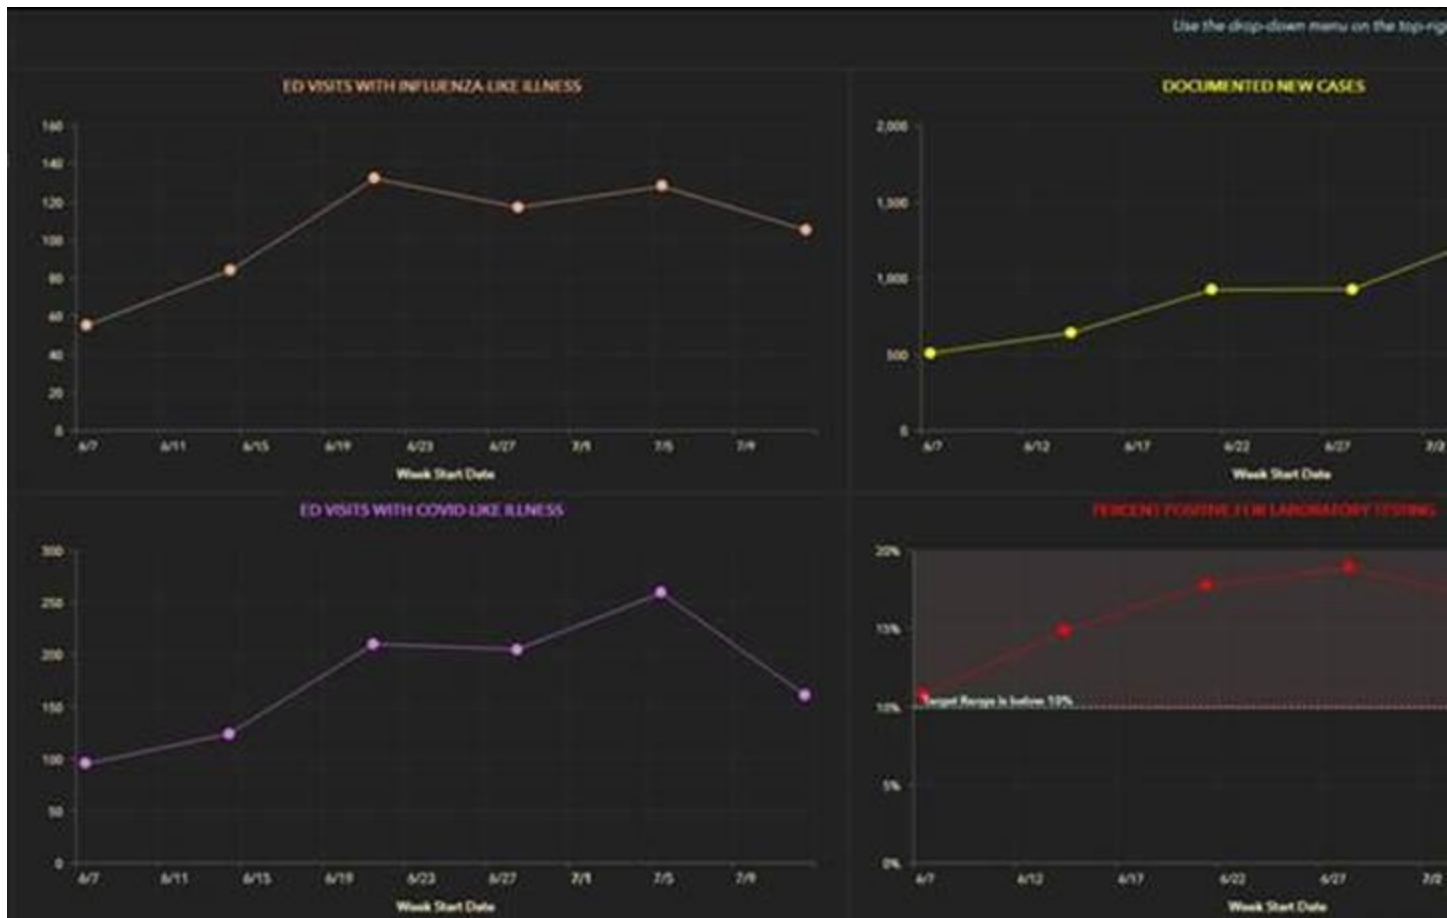 Use the drop-down menu on the top-rig
ED VISITS WITH INFLUENZA-LIKE ILLNESS
160
140
120
100
80
60
40
20
0
6/7 6/11 6/15 6/19 6/23 6/27 7/1 7/5 7/9
Week Start Date
DOCUMENTED NEW CASES
2,000
1,500
1,000
500
0
6/7 6/12 6/17 6/22 6/27 7/2
Week Start Date
ED VISITS WITH COVID-LIKE ILLNESS
300
250
200
150
100
50
0
6/7 6/11 6/15 6/19 6/23 6/27 7/1 7/5 7/9
Week Start Date
PERCENT POSITIVE FOR LABORATORY TESTING
20%
15%
10%
Target Range is below 10%
5%
0%
6/7 6/12 6/17 6/22 6/27 7/2
Week Start Date